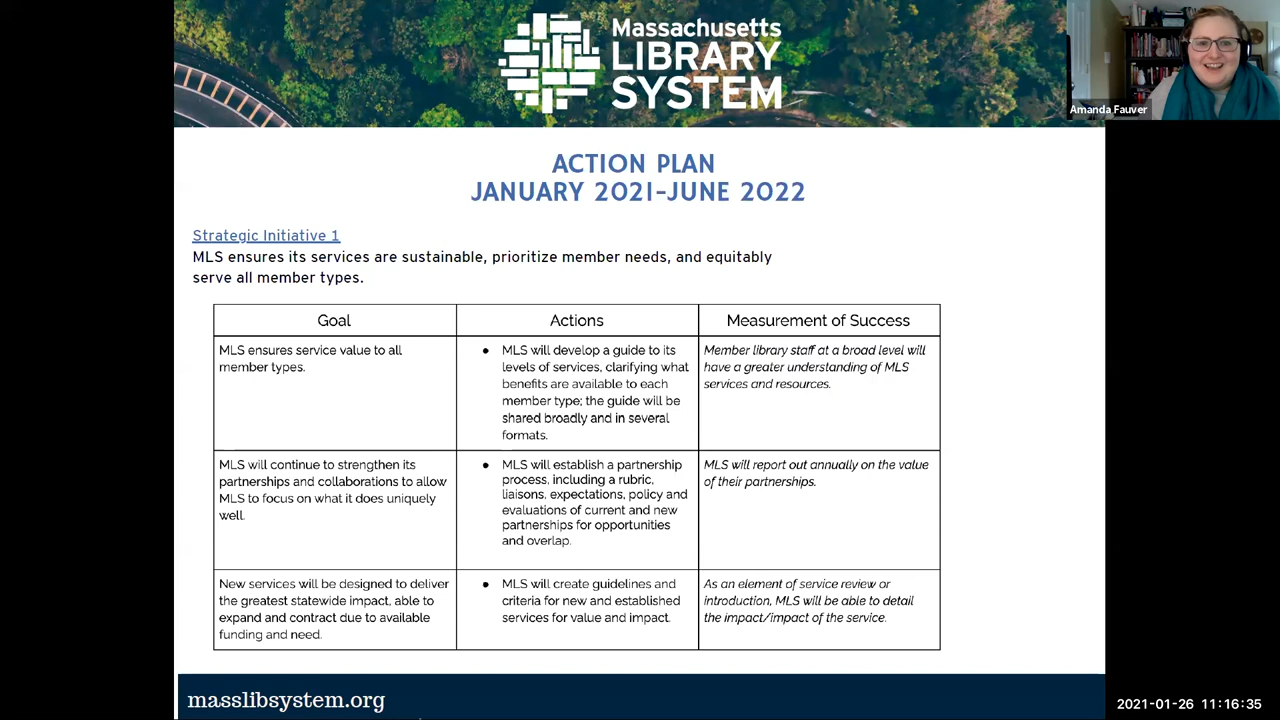 Massachusetts
LIBRARY
SYSTEM
Amanda Fauver
ACTION PLAN
JANUARY 2021-JUNE 2022
Strategic Initiative 1
MLS ensures its services are sustainable, prioritize member needs, and equitably
serve all member types.
Goal
Actions
Measurement of Success
MLS ensures service value to all
member types.
● MLS will develop a guide to its
levels of services, clarifying what
benefits are available to each
member type; the guide will be
shared broadly and in several
formats.
Member library staff at a broad level will
have a greater understanding of MLS
services and resources.
MLS will continue to strengthen its
partnerships and collaborations to allow
MLS to focus on what it does uniquely
well.
● MLS will establish a partnership
process, including a rubric,
liaisons, expectations, policy and
evaluations of current and new
partnerships for opportunities
and overlap.
MLS will report out annually on the value
of their partnerships.
New services will be designed to deliver
the greatest statewide impact, able to
expand and contract due to available
funding and need.
● MLS will create guidelines and
criteria for new and established
services for value and impact.
As an element of service review or
introduction, MLS will be able to detail
the impact/impact of the service.
masslibsystem.org
2021-01-26 11:16:35